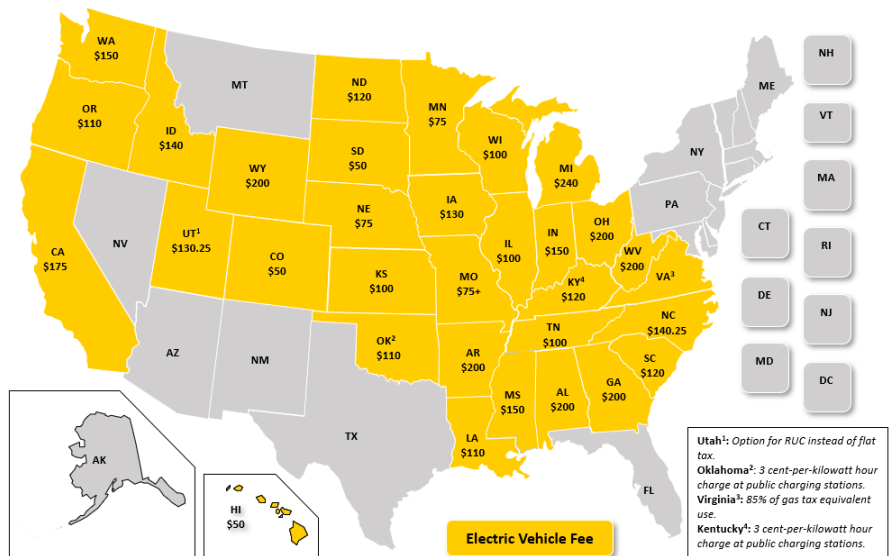 WA
$150
OR
$110
ID
$140
MT
ND
$120
MN
$75
SD
$50
WY
$200
WI
$100
MI
$240
NE
$75
IA
$130
CA
$175
NV
UT¹
$130.25
CO
$50
KS
$100
MO
$75+
IL
$100
IN
$150
OH
$200
WV
$200
VA³
KY⁴
$120
NC
$140.25
TN
$100
SC
$120
AZ
NM
OK²
$110
AR
$200
MS
$150
AL
$200
GA
$200
TX
LA
$110
FL
AK
HI
$50
NY
PA
ME
NH
VT
MA
CT
RI
DE
NJ
MD
DC
Electric Vehicle Fee
Utah¹: Option for RUC instead of flat
tax.
Oklahoma²: 3 cent-per-kilowatt hour
charge at public charging stations.
Virginia³: 85% of gas tax equivalent
use.
Kentucky⁴: 3 cent-per-kilowatt hour
charge at public charging stations.